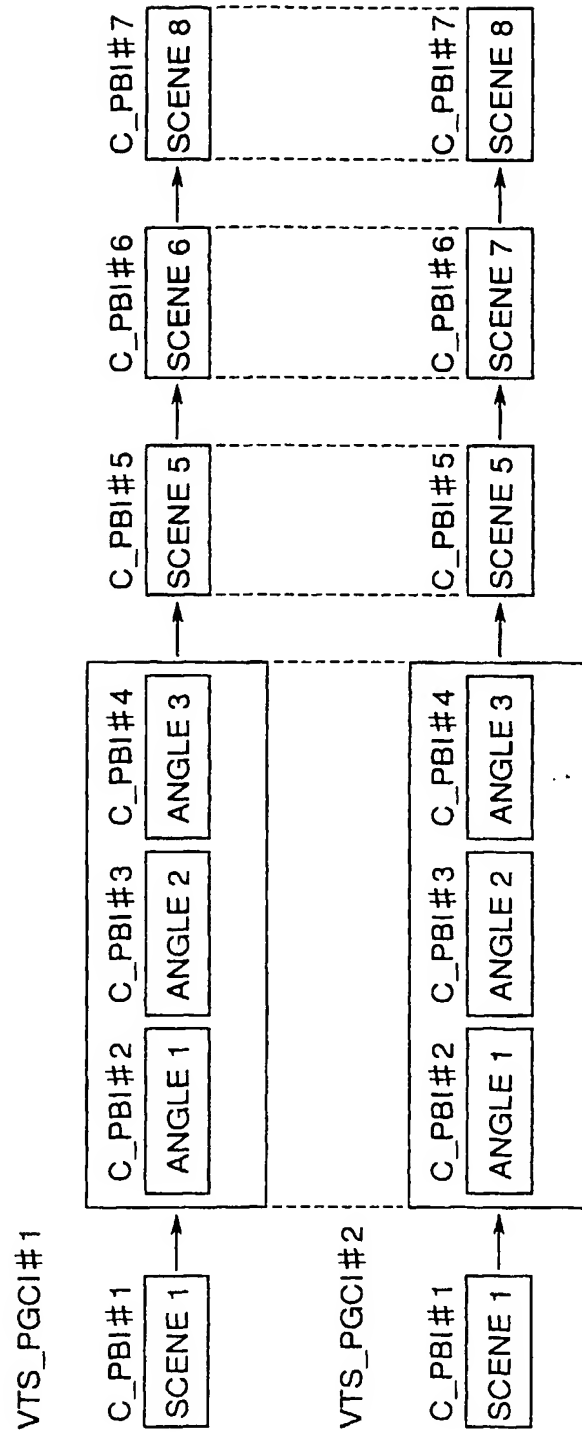 VTS_PGCI#1
C_PBI#1
SCENE 1
C_PBI#2
ANGLE 1
C_PBI#3
ANGLE 2
C_PBI#4
ANGLE 3
C_PBI#5
SCENE 5
C_PBI#6
SCENE 6
C_PBI#7
SCENE 8
VTS_PGCI#2
C_PBI#1
SCENE 1
C_PBI#2
ANGLE 1
C_PBI#3
ANGLE 2
C_PBI#4
ANGLE 3
C_PBI#5
SCENE 5
C_PBI#6
SCENE 7
C_PBI#7
SCENE 8